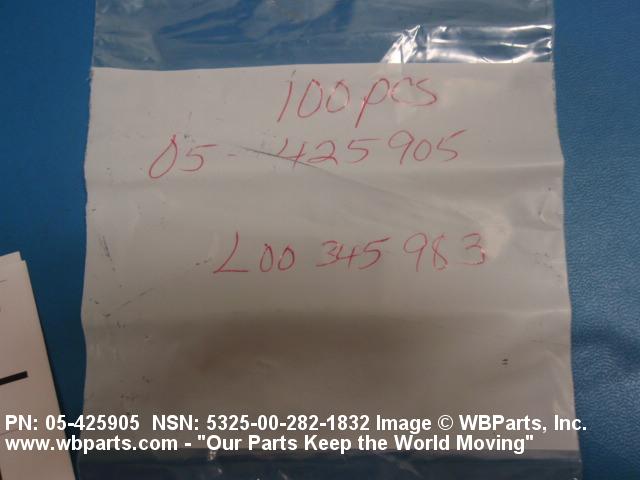 100 pcs
05-425905
L00345983
PN: 05-425905 NSN: 5325-00-282-1832 Image © WBParts, Inc.
www.wbparts.com - "Our Parts Keep the World Moving"